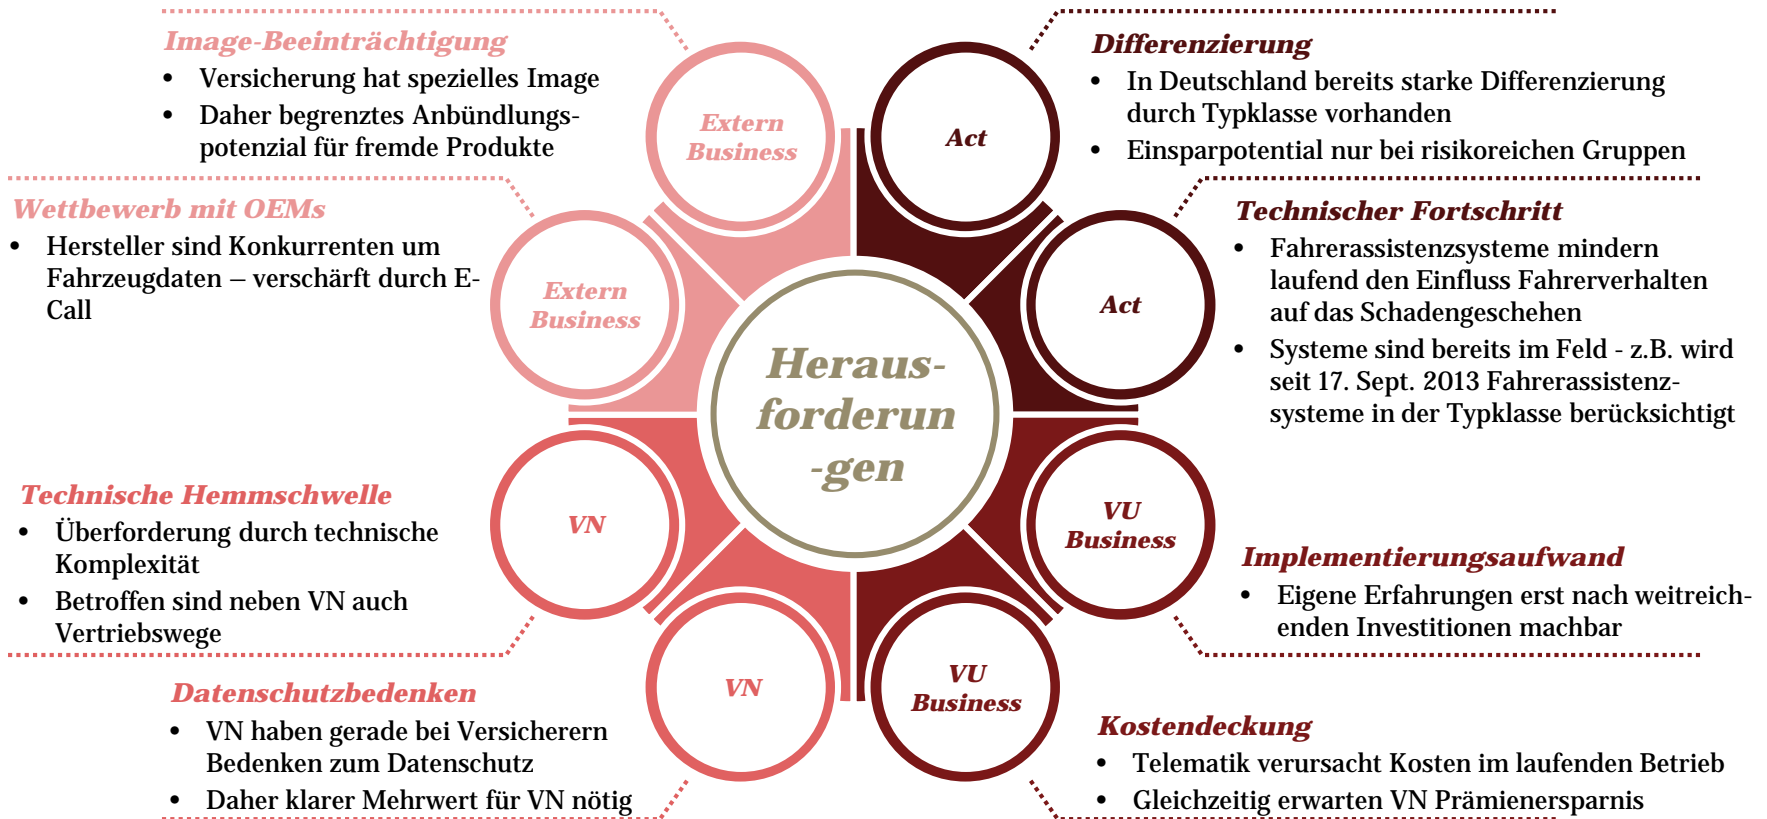 Image-Beeinträchtigung
• Versicherung hat spezielles Image
• Daher begrenztes Anbündlungs-
potenzial für fremde Produkte
Extern
Business
Wettbewerb mit OEMs
• Hersteller sind Konkurrenten um
Fahrzeugdaten – verschärft durch E-
Call
Extern
Business
Technische Hemmschwelle
• Überforderung durch technische
Komplexität
• Betroffen sind neben VN auch
Vertriebswege
VN
Datenschutzbedenken
• VN haben gerade bei Versicherern
Bedenken zum Datenschutz
• Daher klarer Mehrwert für VN nötig
VN
Heraus-
forderun
-gen
Act
Differenzierung
• In Deutschland bereits starke Differenzierung
durch Typklasse vorhanden
• Einsparpotential nur bei risikoreichen Gruppen
Act
Technischer Fortschritt
• Fahrerassistenzsysteme mindern
laufend den Einfluss Fahrerverhalten
auf das Schadengeschehen
• Systeme sind bereits im Feld - z.B. wird
seit 17. Sept. 2013 Fahrerassistenz-
systeme in der Typklasse berücksichtigt
VU
Business
Implementierungsaufwand
• Eigene Erfahrungen erst nach weitreich-
enden Investitionen machbar
VU
Business
Kostendeckung
• Telematik verursacht Kosten im laufenden Betrieb
• Gleichzeitig erwarten VN Prämienersparnis